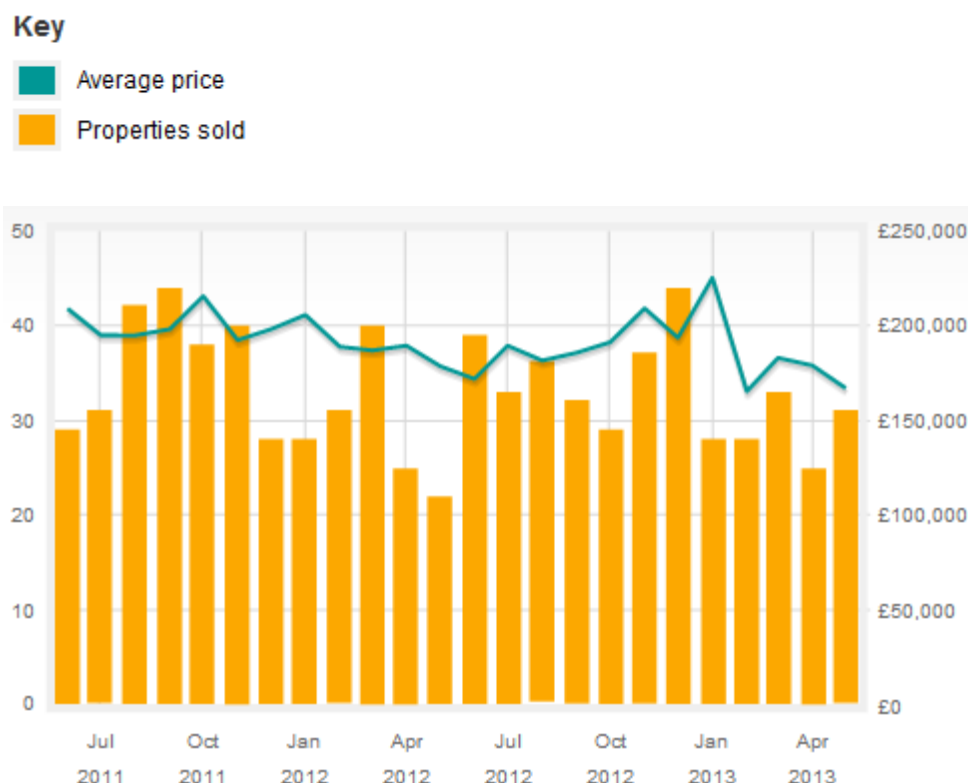 Key
Average price
Properties sold
50 £250,000
40 £200,000
30 £150,000
20 £100,000
10 £50,000
0 £0
Jul Oct Jan Apr Jul Oct Jan Apr
2011 2011 2012 2012 2012 2012 2013 2013